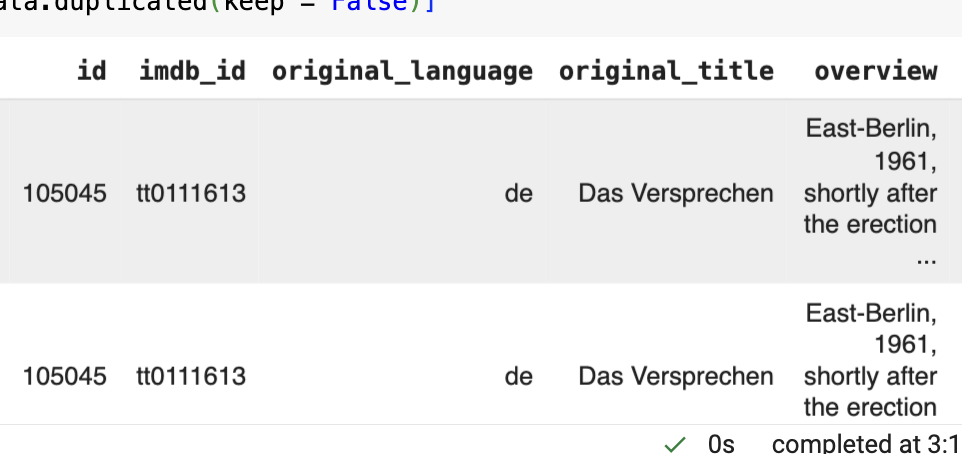 ata.duplicated(keep = False)]
id imdb_id original_language original_title overview
East-Berlin,
1961,
105045 tt0111613 de Das Versprechen shortly after
the erection
...
East-Berlin,
1961,
105045 tt0111613 de Das Versprechen shortly after
the erection
0s completed at 3:1